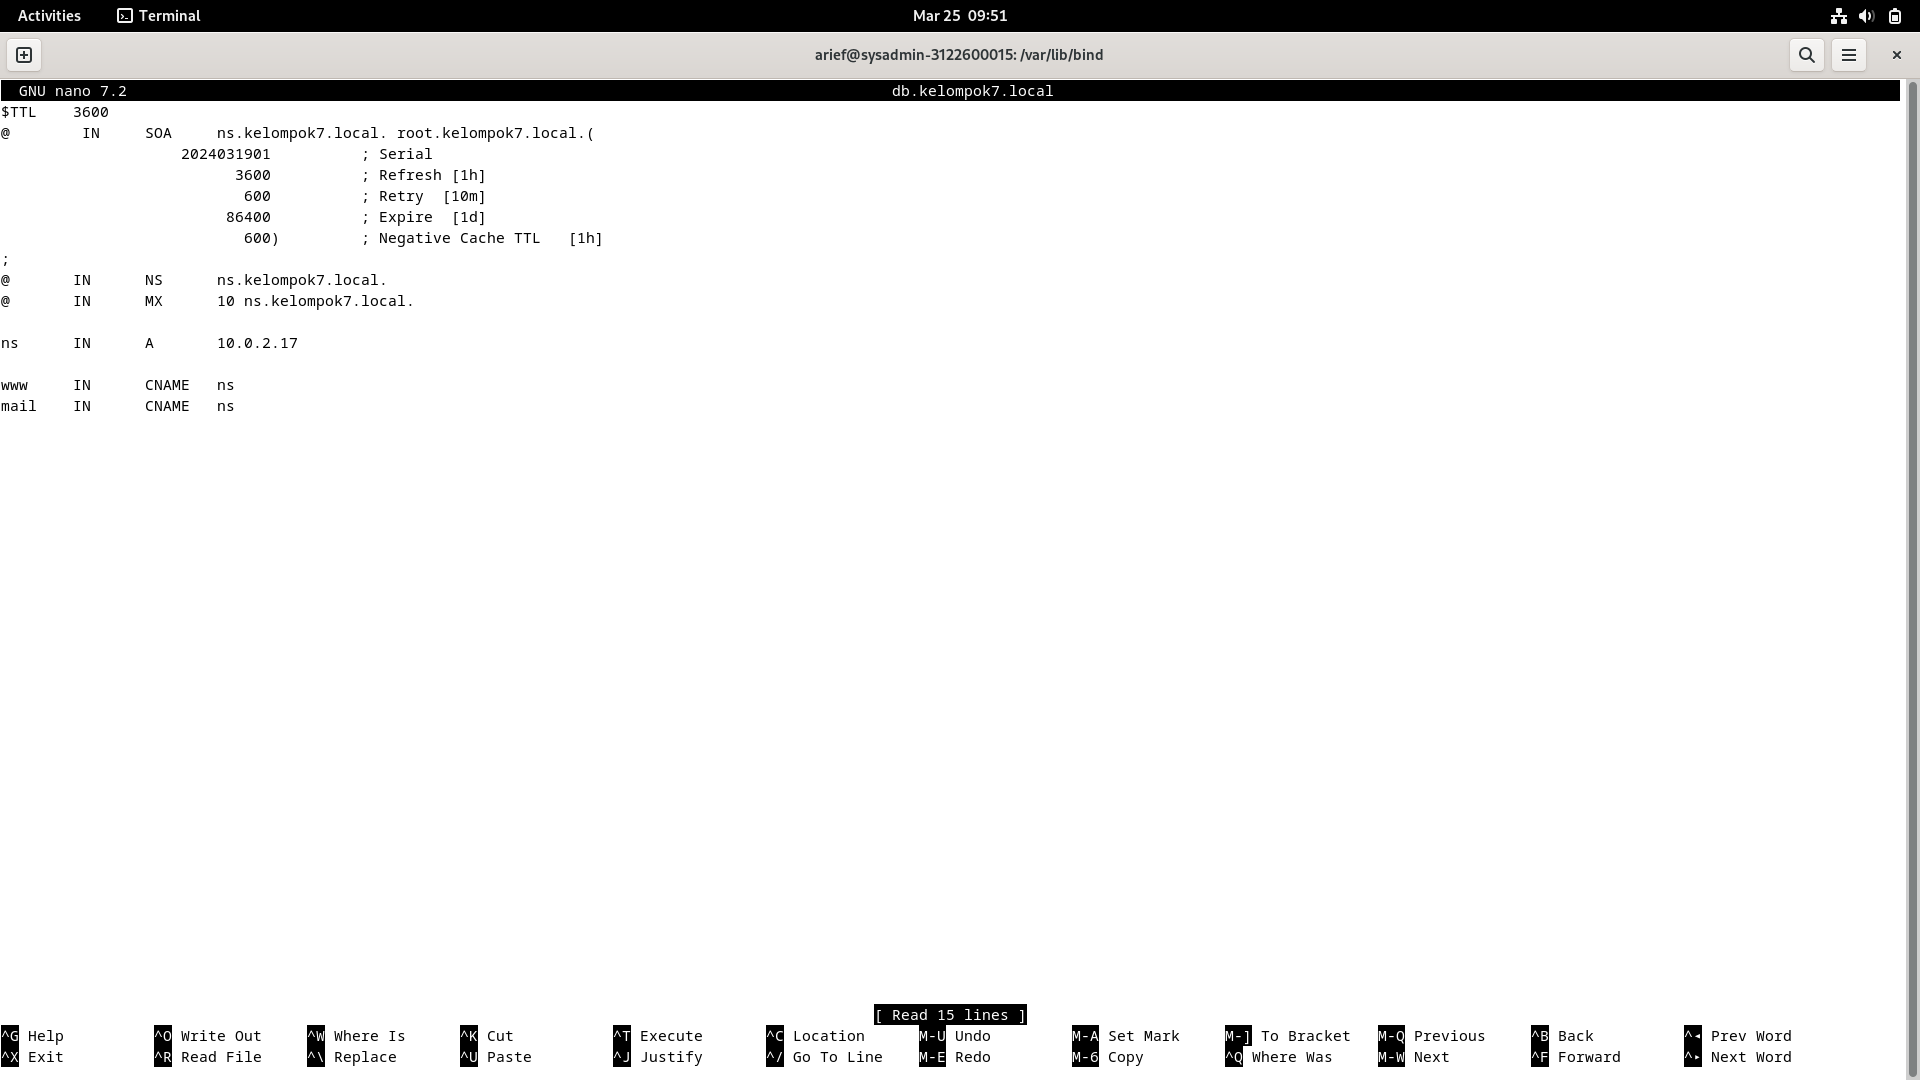 Activities Terminal Mar 25 09:51
arief@sysadmin-3122600015: /var/lib/bind
GNU nano 7.2 db.kelompok7.local
$TTL 3600
@ IN SOA ns.kelompok7.local. root.kelompok7.local.(
2024031901 ; Serial
3600 ; Refresh [1h]
600 ; Retry [10m]
86400 ; Expire [1d]
600) ; Negative Cache TTL [1h]
;
@ IN NS ns.kelompok7.local.
@ IN MX 10 ns.kelompok7.local.
ns IN A 10.0.2.17
www IN CNAME ns
mail IN CNAME ns
[ Read 15 lines ]
^G Help ^O Write Out ^W Where Is ^K Cut ^T Execute ^C Location M-U Undo M-A Set Mark M-] To Bracket M-Q Previous ^B Back ^◂ Prev Word
^X Exit ^R Read File ^\ Replace ^U Paste ^J Justify ^/ Go To Line M-E Redo M-6 Copy ^Q Where Was M-W Next ^F Forward ^▸ Next Word